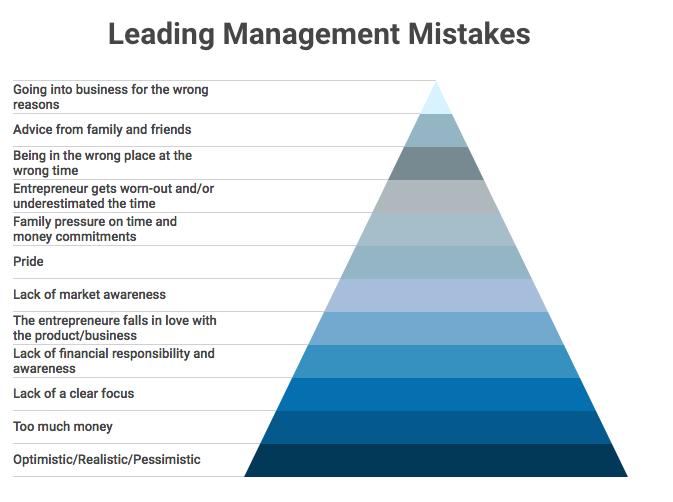 Leading Management Mistakes
Going into business for the wrong
reasons
Advice from family and friends
Being in the wrong place at the
wrong time
Entrepreneur gets worn-out and/or
underestimated the time
Family pressure on time and
money commitments
Pride
Lack of market awareness
The entrepreneure falls in love with
the product/business
Lack of financial responsibility and
awareness
Lack of a clear focus
Too much money
Optimistic/Realistic/Pessimistic